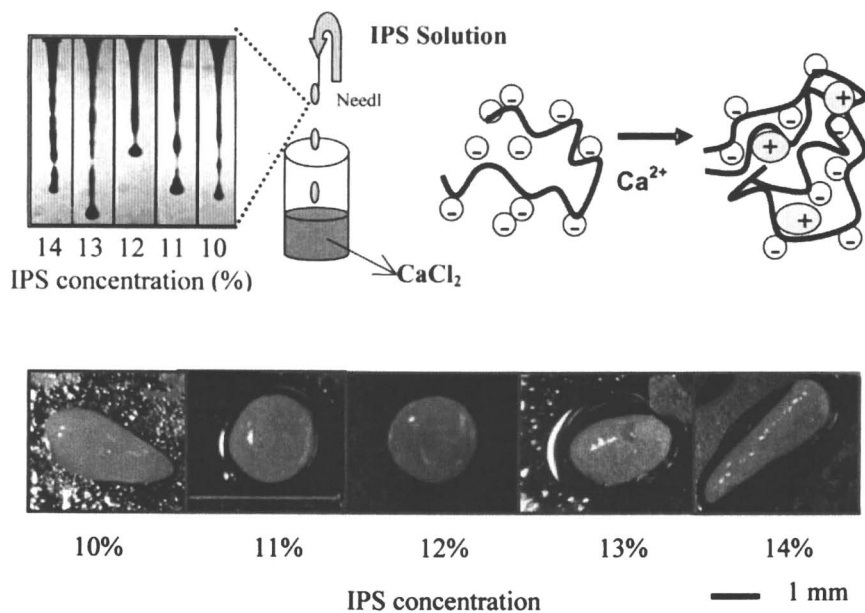 IPS Solution
Needl
14 13 12 11 10
IPS concentration (%)
CaCl₂
Ca²⁺
- - - - - - - - -
+ + +
- - - - - - - -
10% 11% 12% 13% 14%
IPS concentration
1 mm